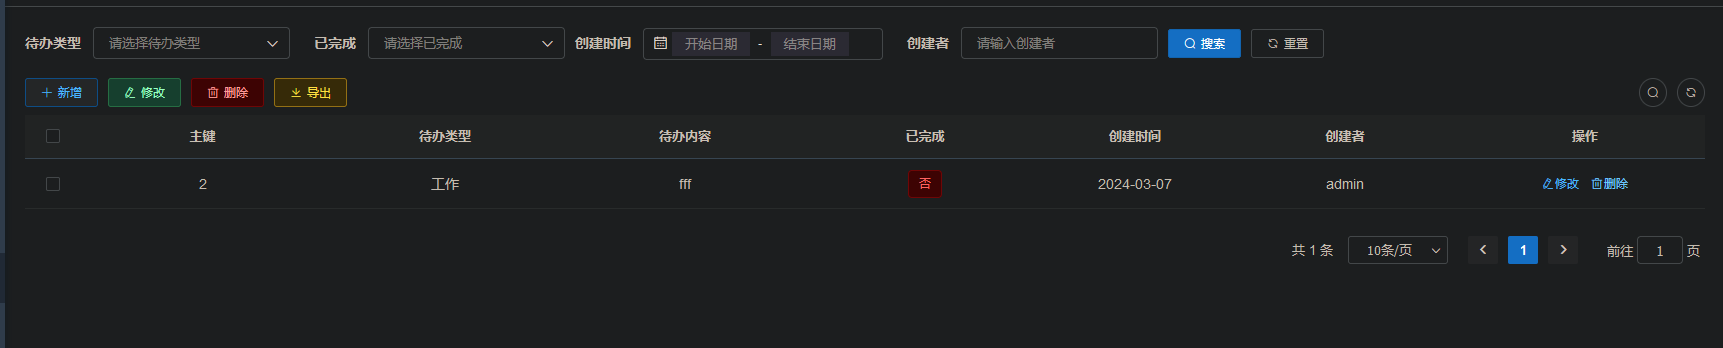 待办类型 请选择待办类型 已完成 请选择已完成 创建时间 开始日期 - 结束日期 创建者 请输入创建者 搜索 重置
新增 修改 删除 导出
主键 待办类型 待办内容 已完成 创建时间 创建者 操作
2 工作 fff 否 2024-03-07 admin 修改 删除
共 1 条 10条/页 1 前往 1 页